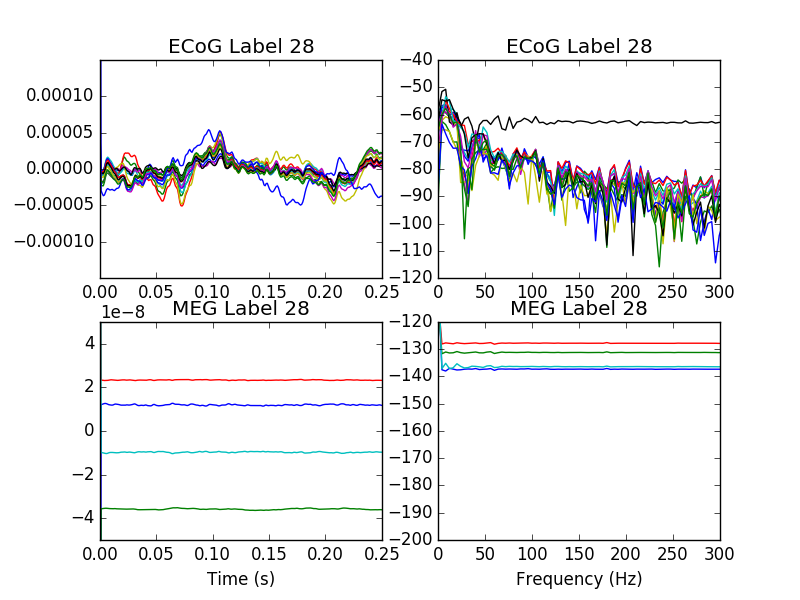 ECoG Label 28
ECoG Label 28
0.00010
0.00005
0.00000
−0.00005
−0.00010
0.00 0.05 0.10 0.15 0.20 0.25
−40
−50
−60
−70
−80
−90
−100
−110
−120
0 50 100 150 200 250 300
1e−8
MEG Label 28
MEG Label 28
4
2
0
−2
−4
0.00 0.05 0.10 0.15 0.20 0.25
Time (s)
−120
−130
−140
−150
−160
−170
−180
−190
−200
0 50 100 150 200 250 300
Frequency (Hz)